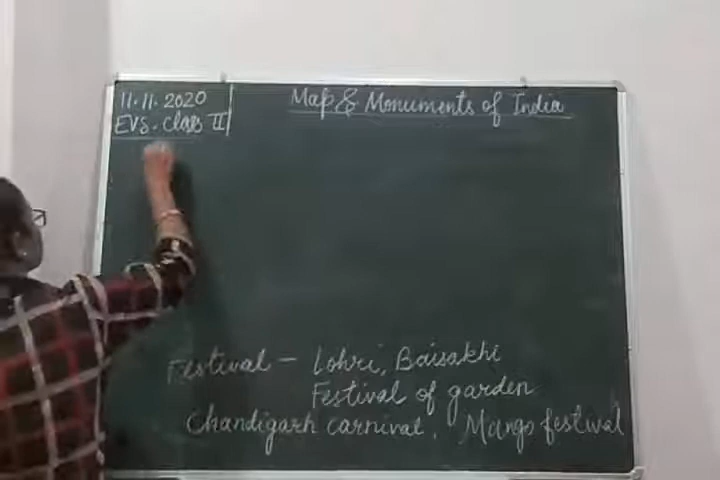 11.11.2020
EVS. Class II
Map & Monuments of India
Festival - Lohri, Baisakhi
Festival of garden
Chandigarh carnival, Mango festival